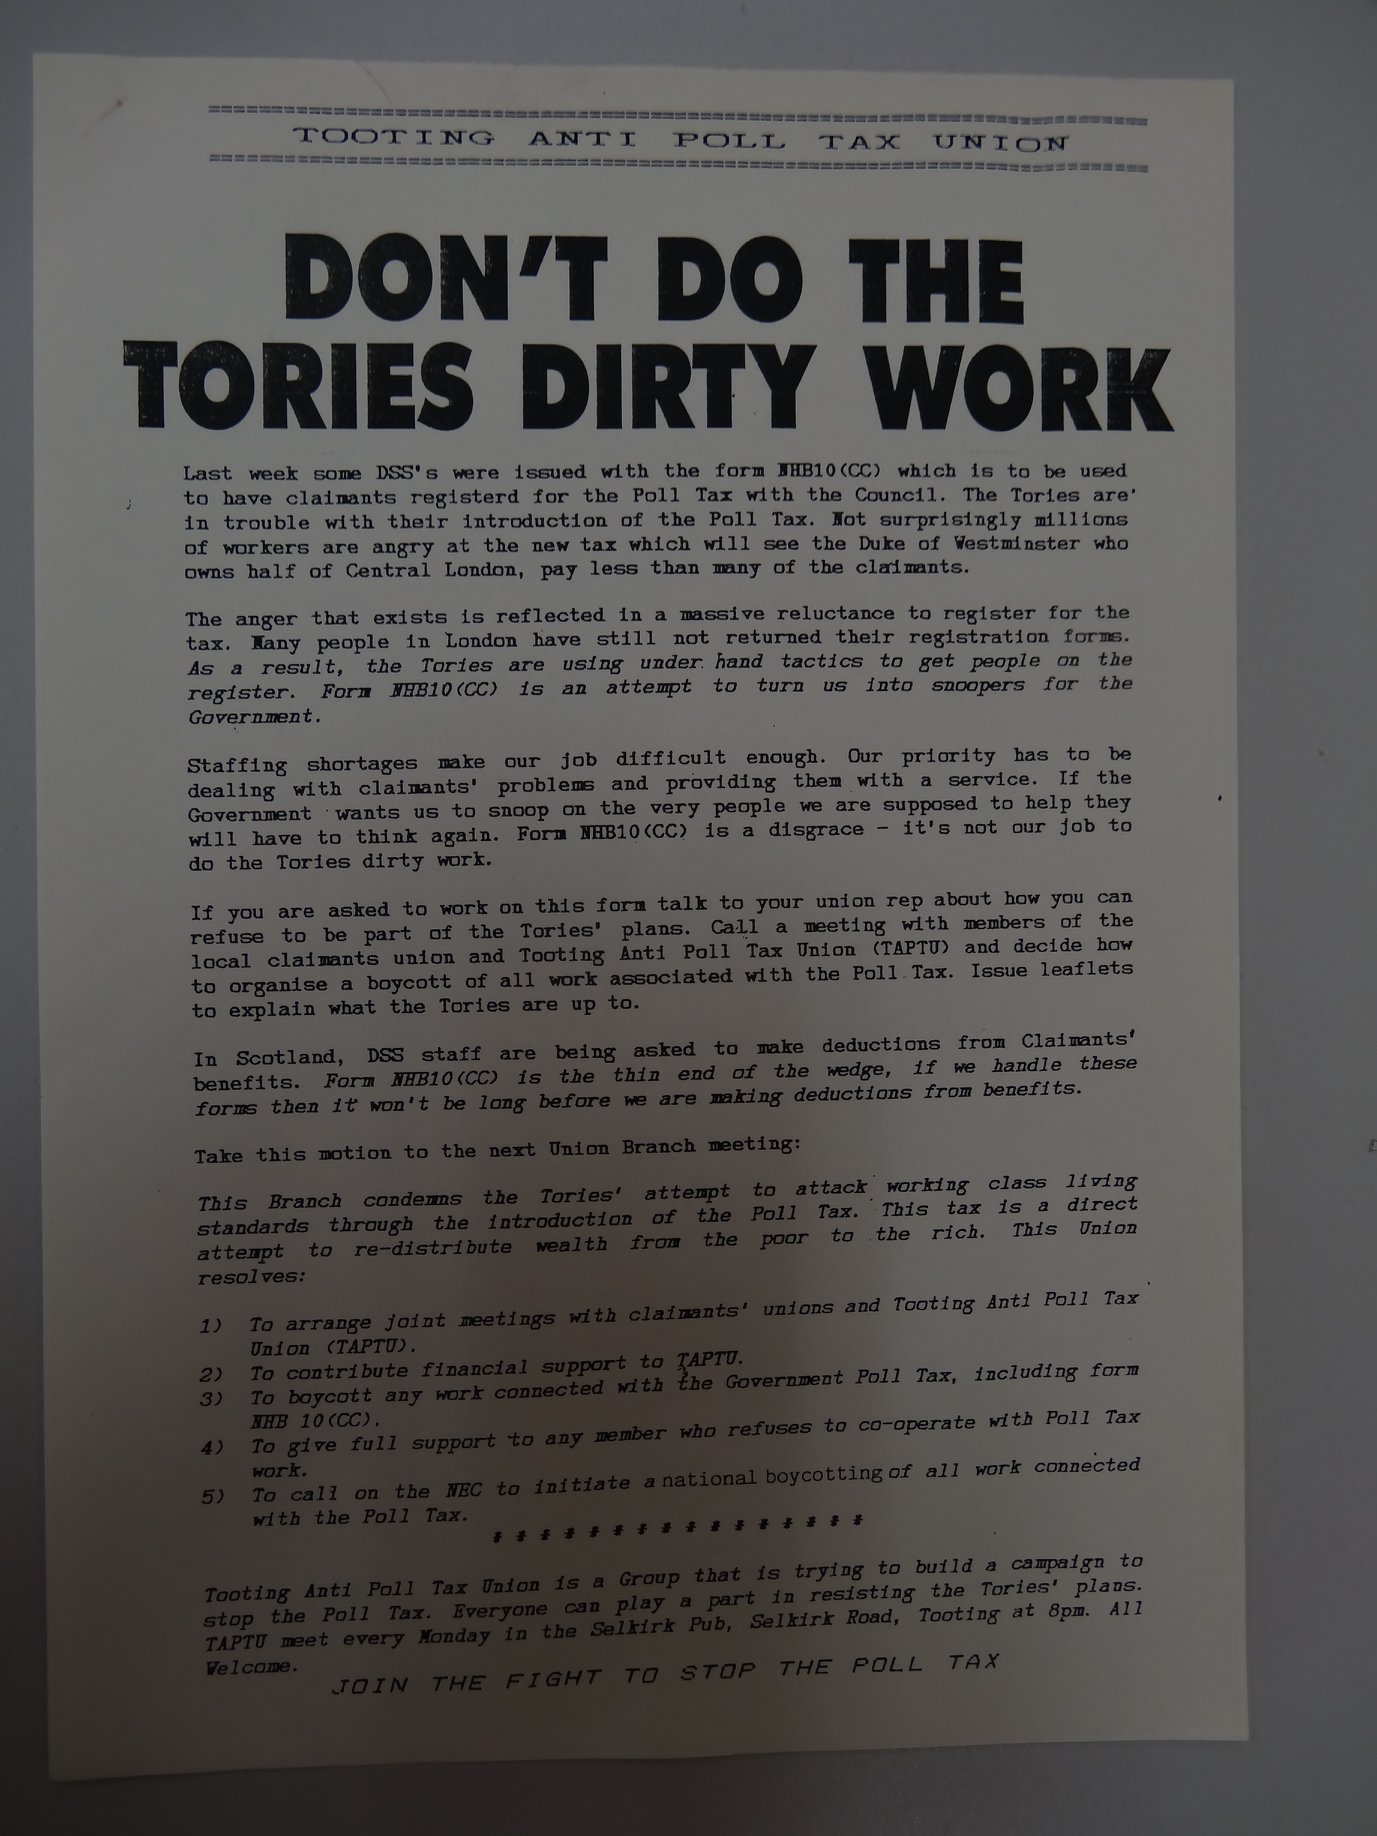 TOOTING ANTI POLL TAX UNION
DON'T DO THE
TORIES DIRTY WORK
Last week some DSS's were issued with the form NHB10(CC) which is to be used
to have claimants registerd for the Poll Tax with the Council. The Tories are
in trouble with their introduction of the Poll Tax. Not surprisingly millions
of workers are angry at the new tax which will see the Duke of Westminster who
owns half of Central London, pay less than many of the claimants.
The anger that exists is reflected in a massive reluctance to register for the
tax. Many people in London have still not returned their registration forms.
As a result, the Tories are using under hand tactics to get people on the
register. Form NHB10(CC) is an attempt to turn us into snoopers for the
Government.
Staffing shortages make our job difficult enough. Our priority has to be
dealing with claimants' problems and providing them with a service. If the
Government wants us to snoop on the very people we are supposed to help they
will have to think again. Form NHB10(CC) is a disgrace - it's not our job to
do the Tories dirty work.
If you are asked to work on this form talk to your union rep about how you can
refuse to be part of the Tories' plans. Call a meeting with members of the
local claimants union and Tooting Anti Poll Tax Union (TAPTU) and decide how
to organise a boycott of all work associated with the Poll Tax. Issue leaflets
to explain what the Tories are up to.
In Scotland, DSS staff are being asked to make deductions from Claimants'
benefits. Form NHB10(CC) is the thin end of the wedge, if we handle these
forms then it won't be long before we are making deductions from benefits.
Take this motion to the next Union Branch meeting:
This Branch condemns the Tories' attempt to attack working class living
standards through the introduction of the Poll Tax. This tax is a direct
attempt to re-distribute wealth from the poor to the rich. This Union
resolves:
1) To arrange joint meetings with claimants' unions and Tooting Anti Poll Tax
Union (TAPTU).
2) To contribute financial support to TAPTU.
3) To boycott any work connected with the Government Poll Tax, including form
NHB 10(CC).
4) To give full support to any member who refuses to co-operate with Poll Tax
work.
5) To call on the NEC to initiate a national boycotting of all work connected
with the Poll Tax.
* * * * * * * * * * * * * * * *
Tooting Anti Poll Tax Union is a Group that is trying to build a campaign to
stop the Poll Tax. Everyone can play a part in resisting the Tories' plans.
TAPTU meet every Monday in the Selkirk Pub, Selkirk Road, Tooting at 8pm. All
Welcome.
JOIN THE FIGHT TO STOP THE POLL TAX